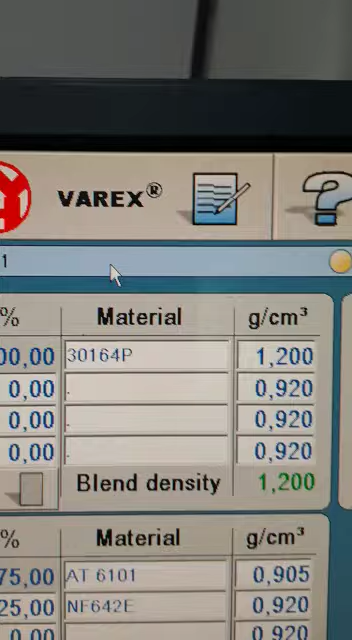 VAREX®
1
% Material g/cm³
00,00 30164P 1,200
0,00 . 0,920
0,00 . 0,920
0,00 . 0,920
Blend density 1,200
% Material g/cm³
75,00 AT 6101 0,905
25,00 NF642E 0,920
0,00 0,920